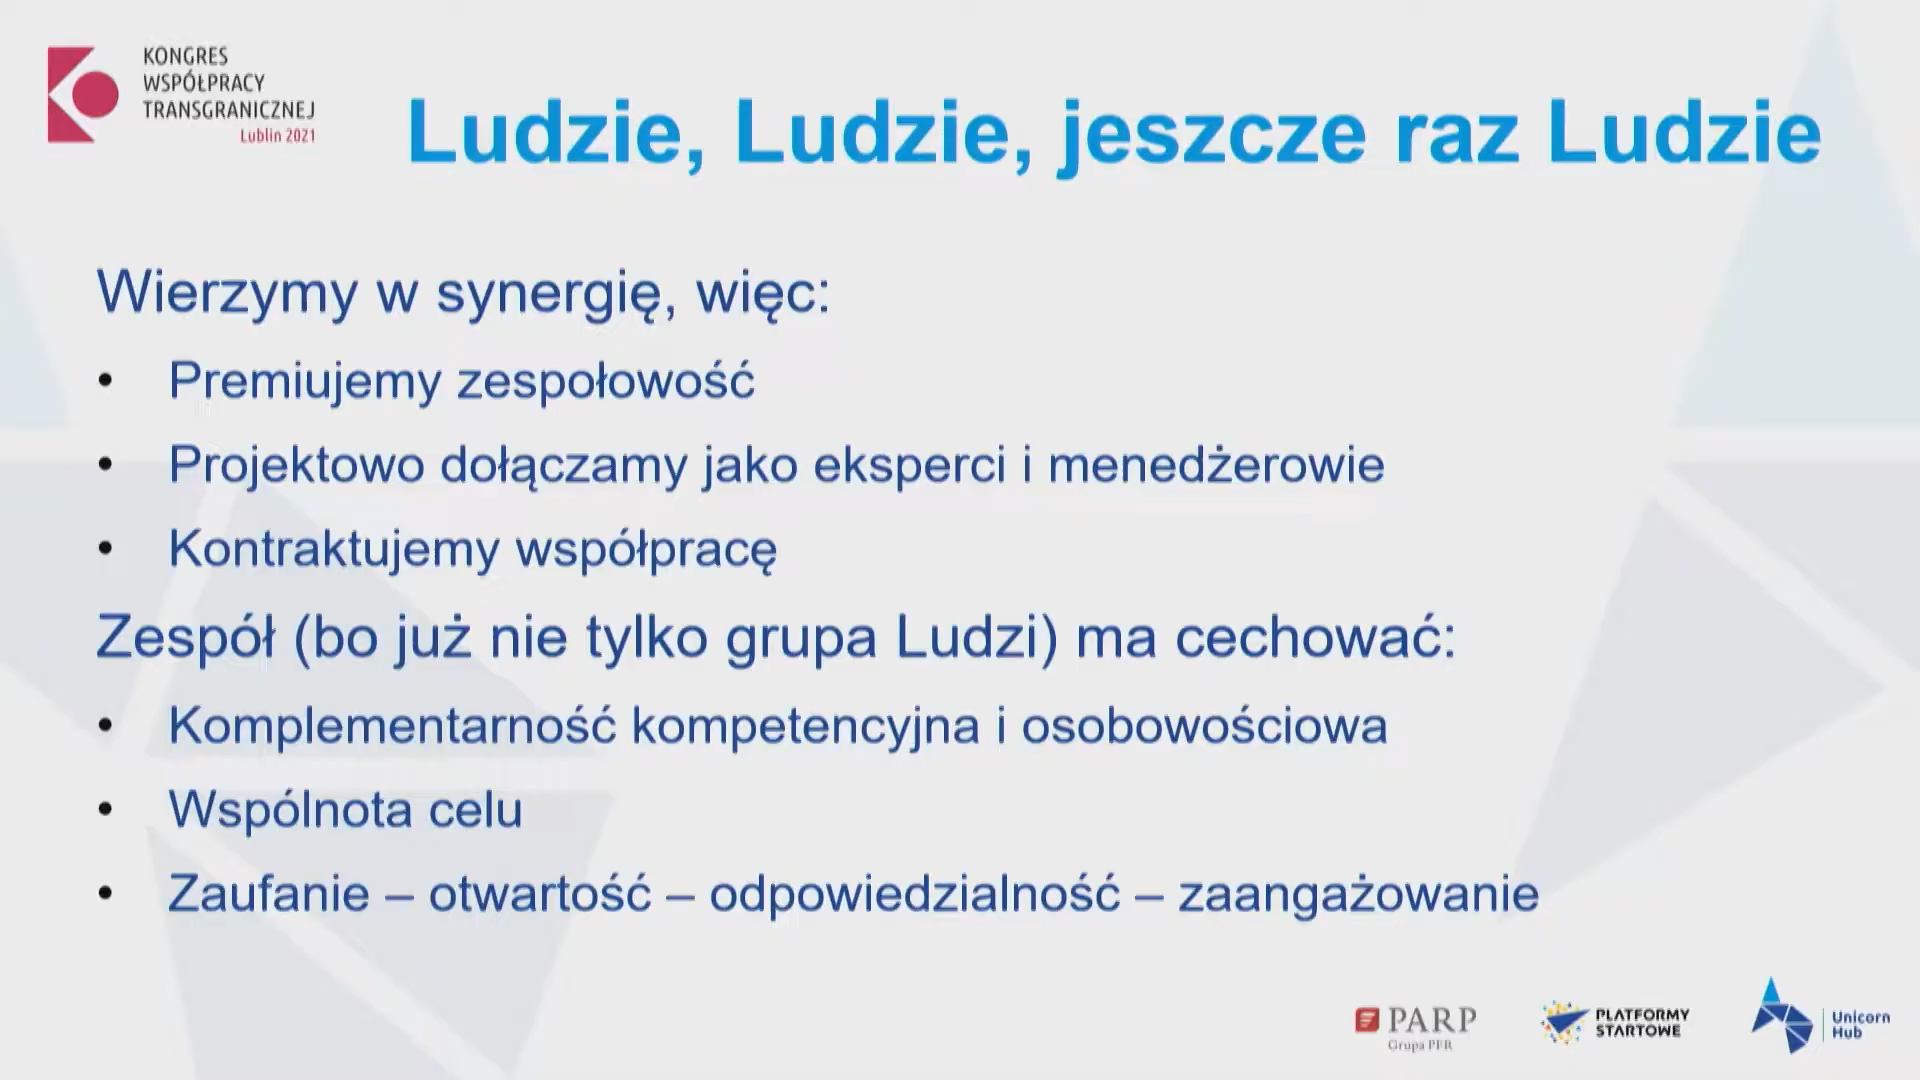 KONGRES
WSPÓŁPRACY
TRANSGRANICZNEJ
Lublin 2021
Ludzie, Ludzie, jeszcze raz Ludzie
Wierzymy w synergię, więc:
• Premiujemy zespołowość
• Projektowo dołączamy jako eksperci i menedżerowie
• Kontraktujemy współpracę
Zespół (bo już nie tylko grupa Ludzi) ma cechować:
• Komplementarność kompetencyjna i osobowościowa
• Wspólnota celu
• Zaufanie – otwartość – odpowiedzialność – zaangażowanie
PARP
Grupa PFR
PLATFORMY
STARTOWE
Unicorn
Hub